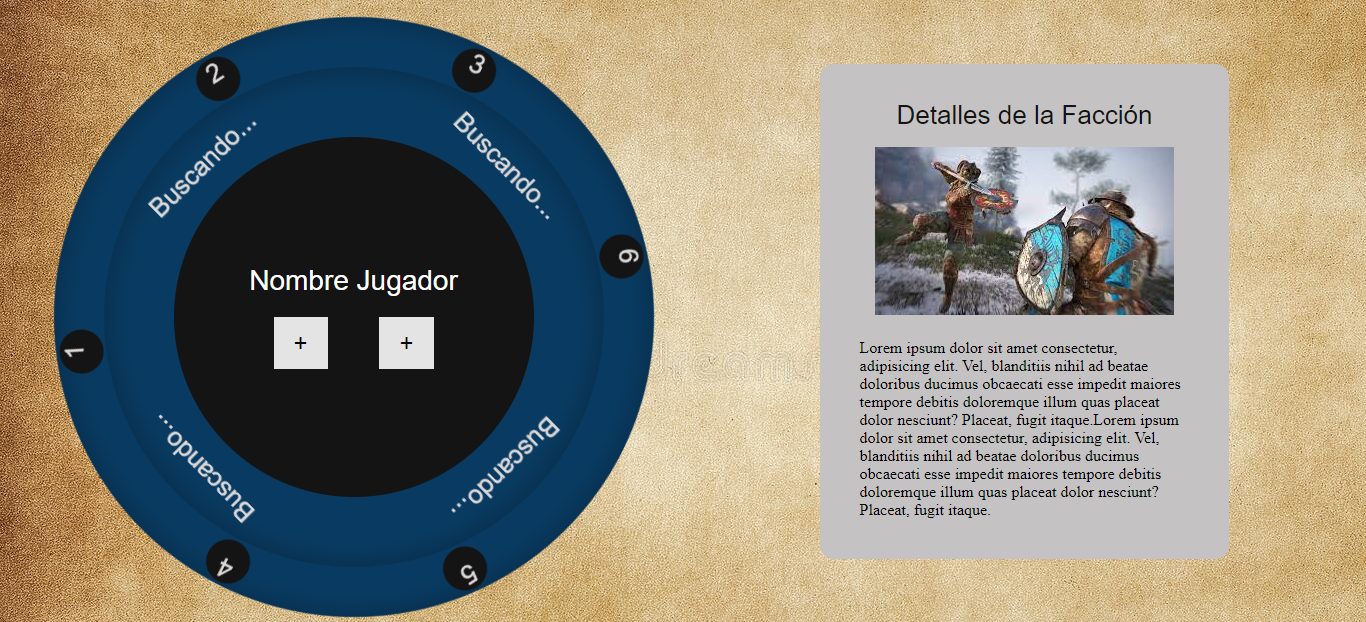 2
3
Buscando...
Buscando...
6
Nombre Jugador
+ +
1
Buscando...
Buscando...
4
5
dreams
Detalles de la Facción
Lorem ipsum dolor sit amet consectetur,
adipisicing elit. Vel, blanditiis nihil ad beatae
doloribus ducimus obcaecati esse impedit maiores
tempore debitis doloremque illum quas placeat
dolor nesciunt? Placeat, fugit itaque.Lorem ipsum
dolor sit amet consectetur, adipisicing elit. Vel,
blanditiis nihil ad beatae doloribus ducimus
obcaecati esse impedit maiores tempore debitis
doloremque illum quas placeat dolor nesciunt?
Placeat, fugit itaque.